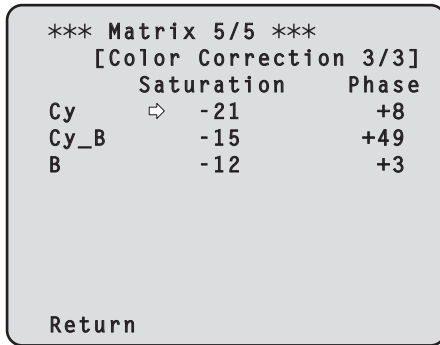 *** Matrix 5/5 ***
[Color Correction 3/3]
Saturation Phase
Cy ⇨ -21 +8
Cy_B -15 +49
B -12 +3
Return